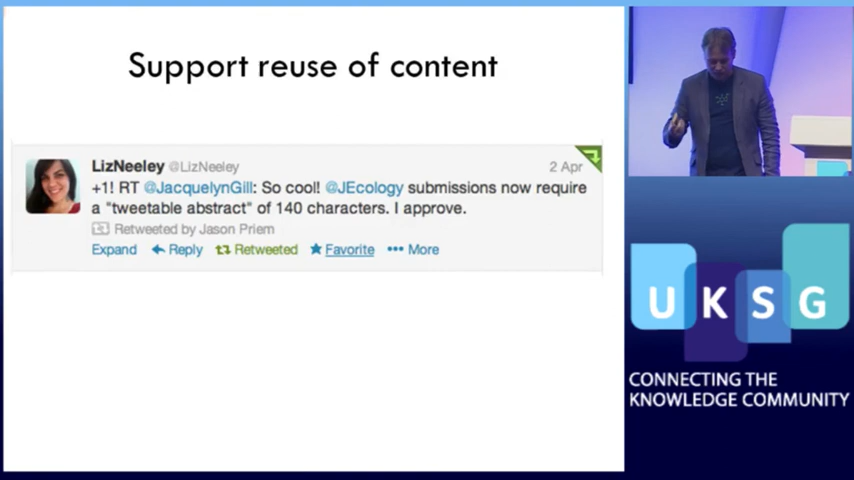 Support reuse of content
LizNeeley @LizNeeley 2 Apr
+1! RT @JacquelynGill: So cool! @JEcology submissions now require
a "tweetable abstract" of 140 characters. I approve.
Retweeted by Jason Priem
Expand Reply Retweeted Favorite More
UKSG
CONNECTING THE
KNOWLEDGE COMMUNITY